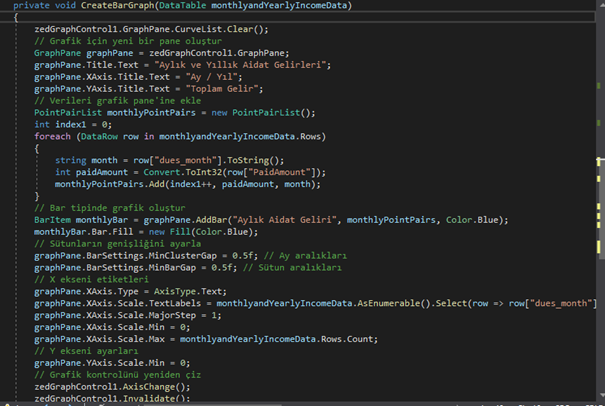 private void CreateBarGraph(DataTable monthlyandYearlyIncomeData)
{
zedGraphControl1.GraphPane.CurveList.Clear();
// Grafik için yeni bir pane oluştur
GraphPane graphPane = zedGraphControl1.GraphPane;
graphPane.Title.Text = "Aylık ve Yıllık Aidat Gelirleri";
graphPane.XAxis.Title.Text = "Ay / Yıl";
graphPane.YAxis.Title.Text = "Toplam Gelir";
// Verileri grafik pane'ine ekle
PointPairList monthlyPointPairs = new PointPairList();
int index1 = 0;
foreach (DataRow row in monthlyandYearlyIncomeData.Rows)
{
string month = row["dues_month"].ToString();
int paidAmount = Convert.ToInt32(row["PaidAmount"]);
monthlyPointPairs.Add(index1++, paidAmount, month);
}
// Bar tipinde grafik oluştur
BarItem monthlyBar = graphPane.AddBar("Aylık Aidat Geliri", monthlyPointPairs, Color.Blue);
monthlyBar.Bar.Fill = new Fill(Color.Blue);
// Sütunların genişliğini ayarla
graphPane.BarSettings.MinClusterGap = 0.5f; // Ay aralıkları
graphPane.BarSettings.MinBarGap = 0.5f; // Sütun aralıkları
// X ekseni etiketleri
graphPane.XAxis.Type = AxisType.Text;
graphPane.XAxis.Scale.TextLabels = monthlyandYearlyIncomeData.AsEnumerable().Select(row => row["dues_month"]
graphPane.XAxis.Scale.MajorStep = 1;
graphPane.XAxis.Scale.Min = 0;
graphPane.XAxis.Scale.Max = monthlyandYearlyIncomeData.Rows.Count;
// Y ekseni ayarları
graphPane.YAxis.Scale.Min = 0;
// Grafik kontrolünü yeniden çiz
zedGraphControl1.AxisChange();
zedGraphControl1.Invalidate();